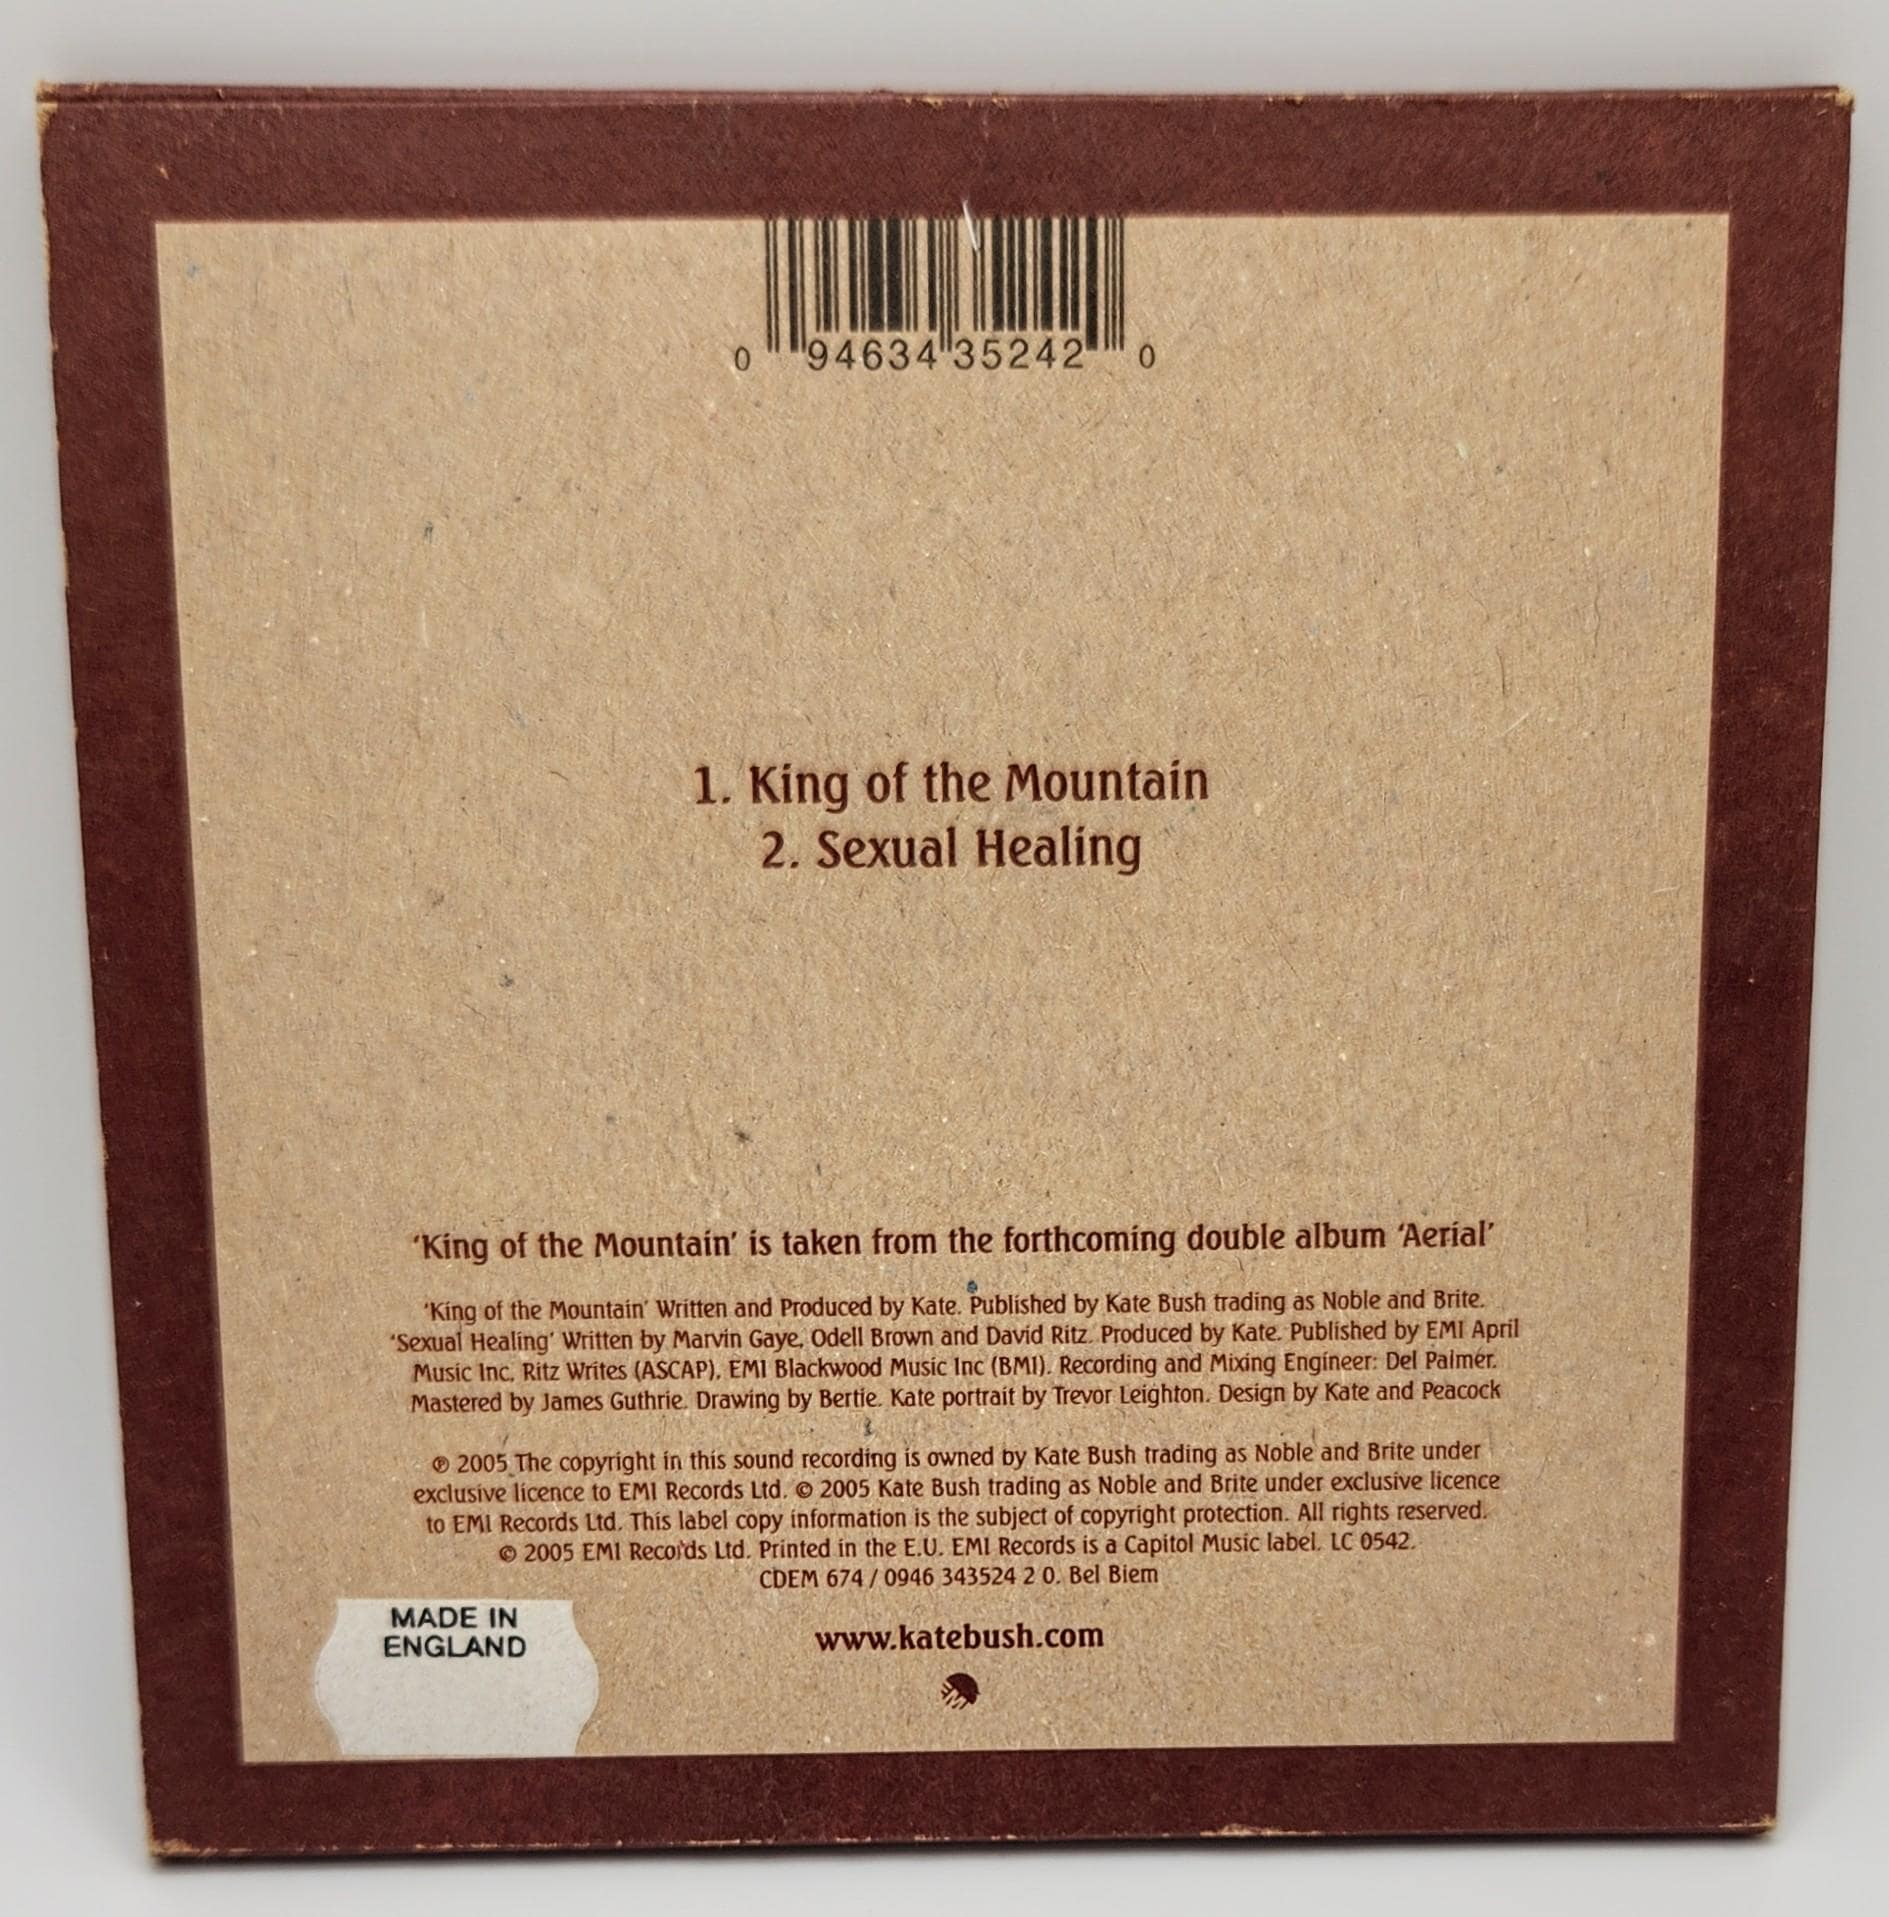 0 94634 35242 0
1. King of the Mountain
2. Sexual Healing
‘King of the Mountain’ is taken from the forthcoming double album ‘Aerial’
‘King of the Mountain’ Written and Produced by Kate. Published by Kate Bush trading as Noble and Brite.
‘Sexual Healing’ Written by Marvin Gaye, Odell Brown and David Ritz. Produced by Kate. Published by EMI April
Music Inc, Ritz Writes (ASCAP), EMI Blackwood Music Inc (BMI). Recording and Mixing Engineer: Del Palmer.
Mastered by James Guthrie. Drawing by Bertie. Kate portrait by Trevor Leighton. Design by Kate and Peacock
℗ 2005 The copyright in this sound recording is owned by Kate Bush trading as Noble and Brite under
exclusive licence to EMI Records Ltd. © 2005 Kate Bush trading as Noble and Brite under exclusive licence
to EMI Records Ltd. This label copy information is the subject of copyright protection. All rights reserved.
© 2005 EMI Records Ltd. Printed in the E.U. EMI Records is a Capitol Music label. LC 0542.
CDEM 674 / 0946 343524 2 0. Bel Biem
MADE IN
ENGLAND
www.katebush.com
EMI